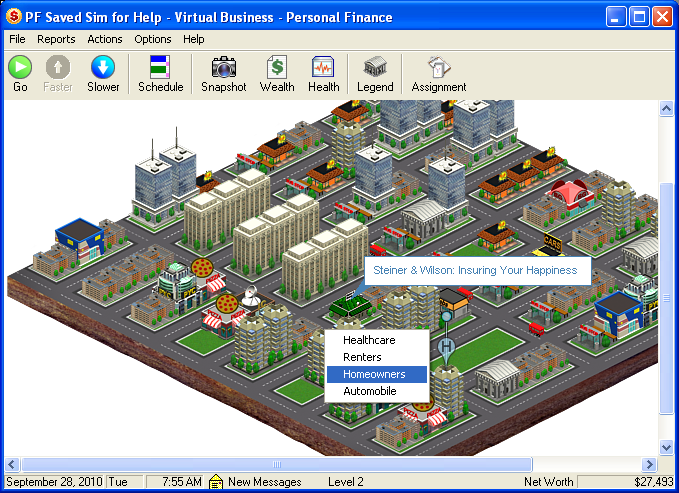 PF Saved Sim for Help - Virtual Business - Personal Finance
File Reports Actions Options Help
Go Faster Slower Schedule Snapshot Wealth Health Legend Assignment
CARS
Steiner & Wilson: Insuring Your Happiness
PIZZA
H
Healthcare
Renters
Homeowners
Automobile
September 28, 2010 Tue 7:55 AM New Messages Level 2 Net Worth $27,493